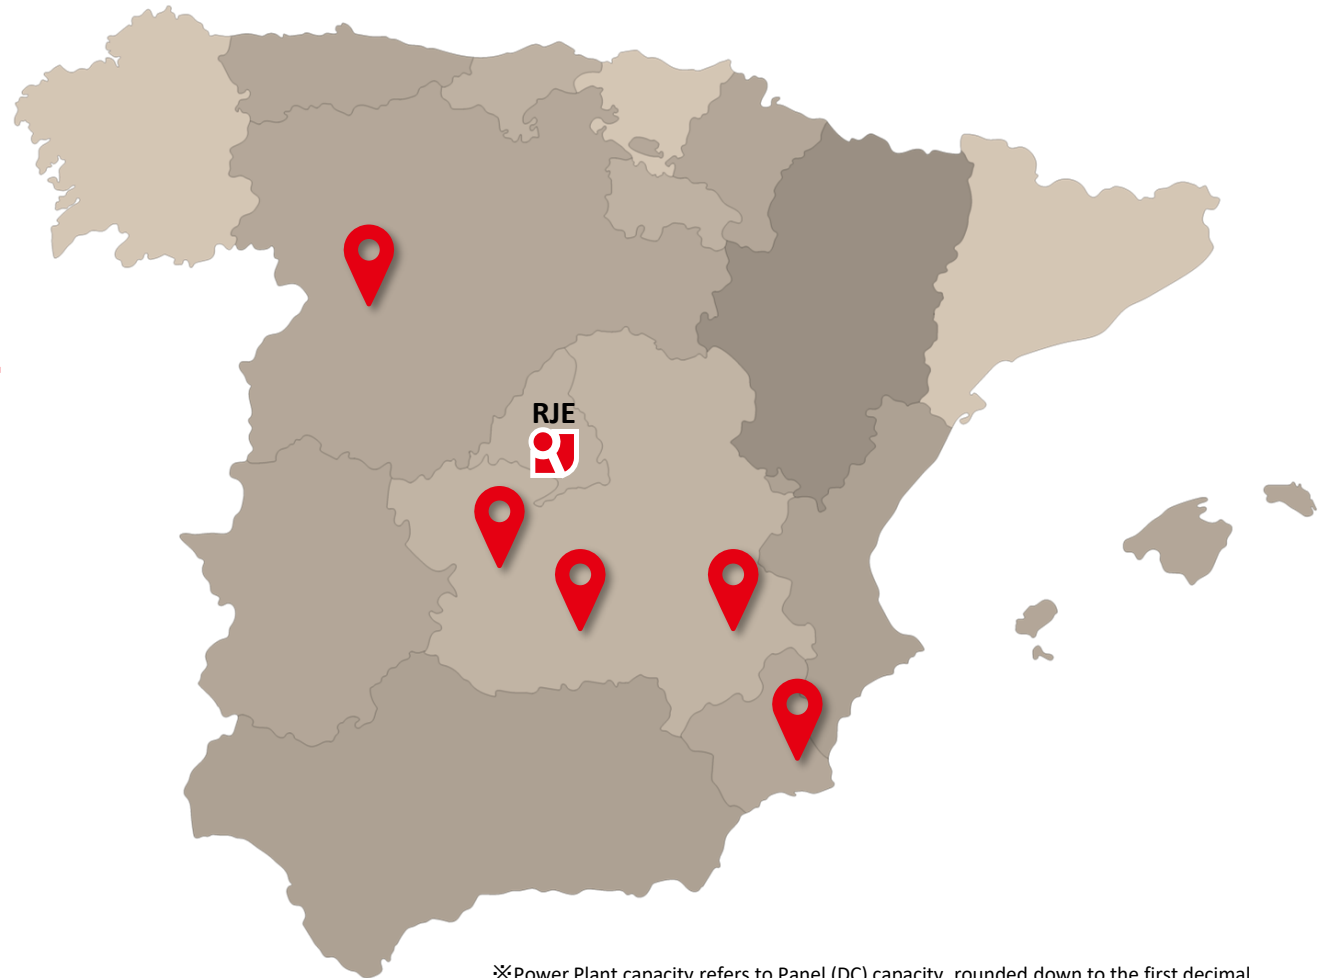 RJE
※Power Plant capacity refers to Panel (DC) capacity, rounded down to the first decimal